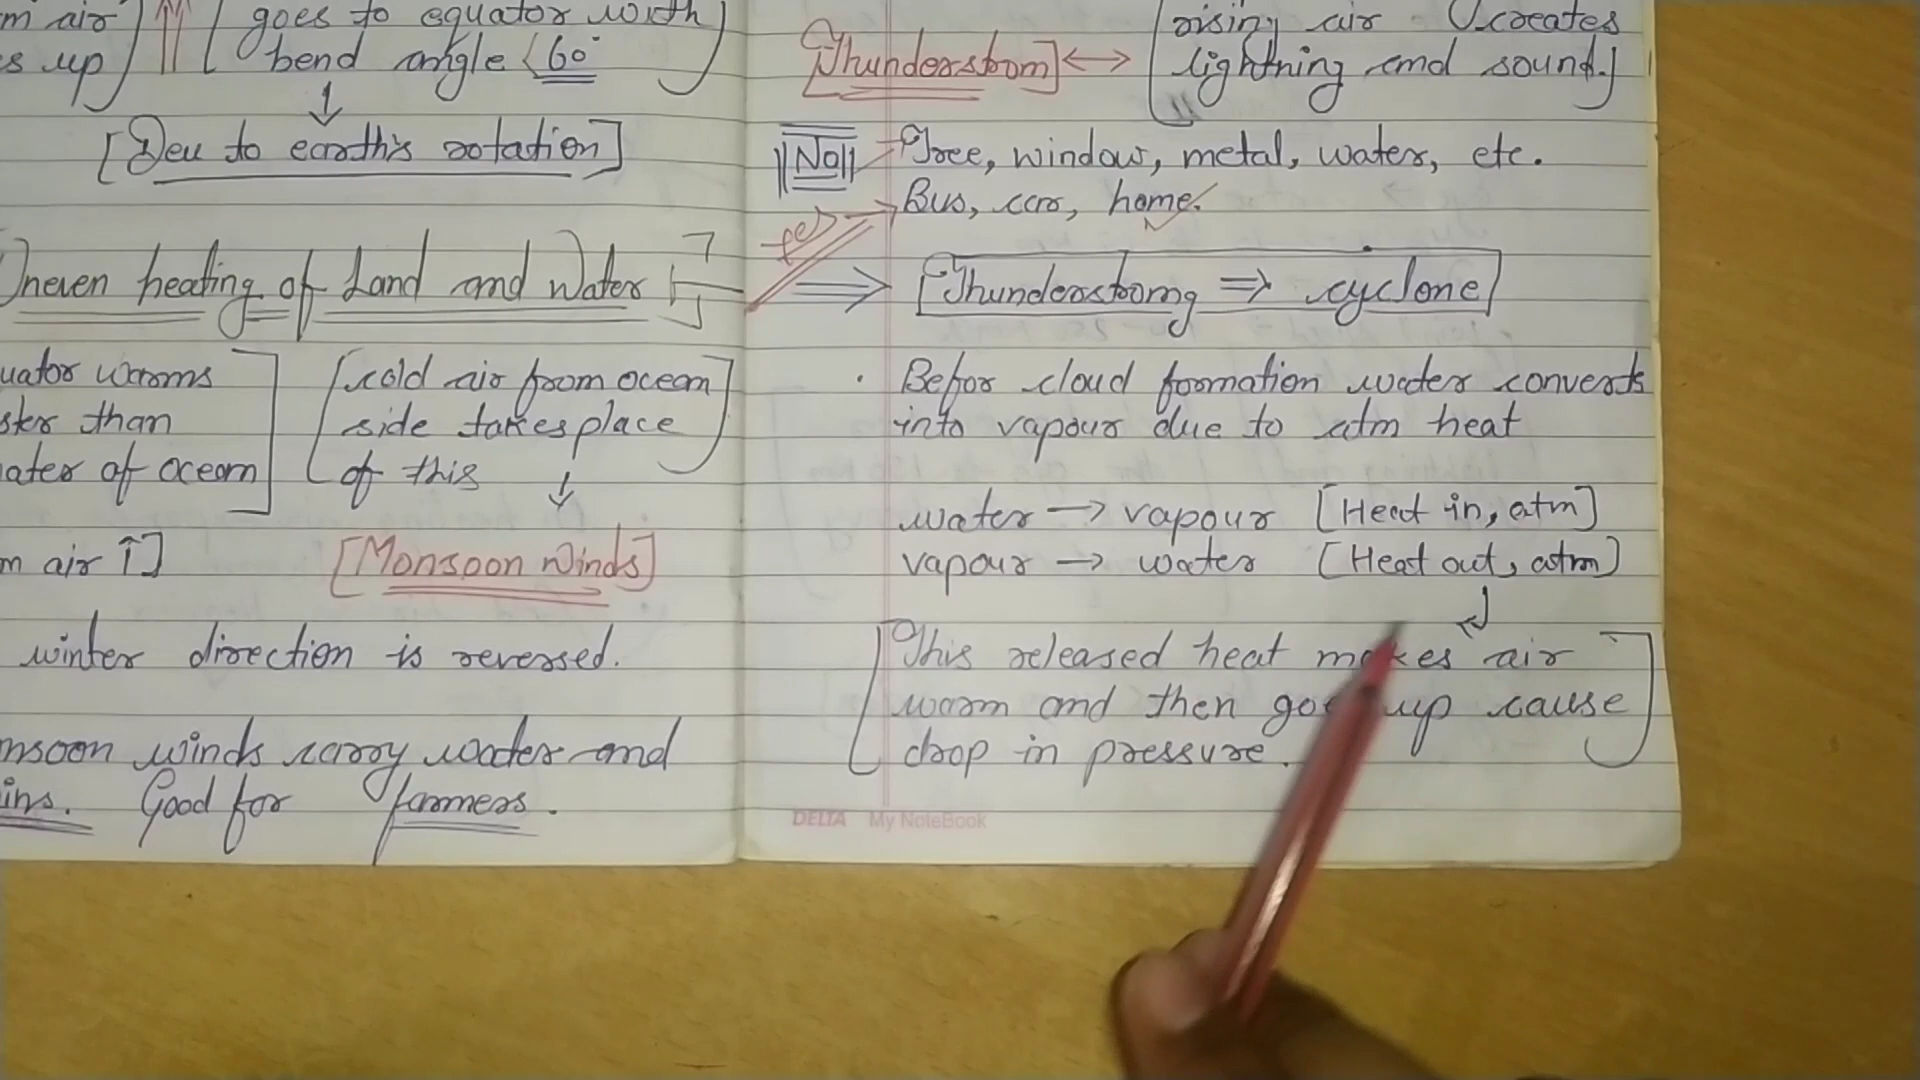 m air
s up
goes to equator with
bend angle <60°
[Deu to earth's rotation]
Uneven heating of Land and Water
uator warms
ster than
ater of ocean
cold air from ocean
side takes place
of this
m air ↑]
[Monsoon Winds]
winter direction is reversed.
nsoon winds carry water and
ins. Good for farmers.
[Thunderstrom] ↔
rising air creates
lightning and sound.
No Tree, window, metal, water, etc.
yes Bus, car, home.
⇒ Thunderstromg ⇒ cyclone
· Befor cloud formation water converts
into vapour due to atm heat
water → vapour [Heat in, atm]
vapour → water [Heat out, atm]
This released heat makes air
warm and then up cause
drop in pressure.
DELTA My NoteBook